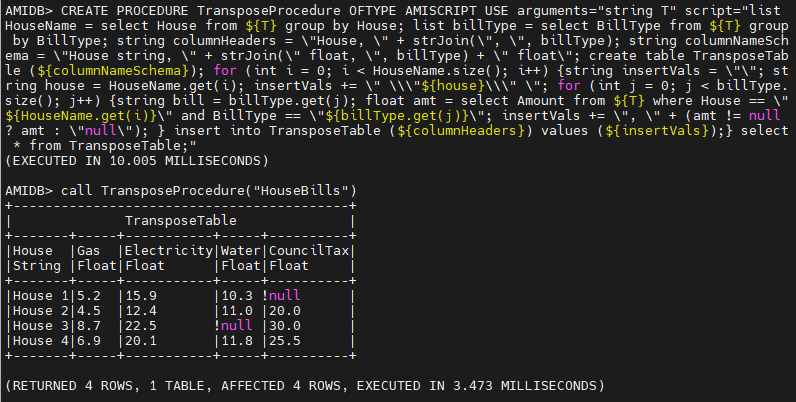 AMIDB> CREATE PROCEDURE TransposeProcedure OFTYPE AMISCRIPT USE arguments="string T" script="list
HouseName = select House from ${T} group by House; list billType = select BillType from ${T} group
 by BillType; string columnHeaders = \"House, \" + strJoin(\", \", billType); string columnNameSch
ema = \"House string, \" + strJoin(\" float, \", billType) + \" float\"; create table TransposeTab
le (${columnNameSchema}); for (int i = 0; i < HouseName.size(); i++) {string insertVals = \"\"; st
ring house = HouseName.get(i); insertVals += \" \\\"${house}\\\" \"; for (int j = 0; j < billType.
size(); j++) {string bill = billType.get(j); float amt = select Amount from ${T} where House == \"
${HouseName.get(i)}\" and BillType == \"${billType.get(j)}\"; insertVals += \", \" + (amt != null
? amt : \"null\"); } insert into TransposeTable (${columnHeaders}) values (${insertVals});} select
 * from TransposeTable;"
(EXECUTED IN 10.005 MILLISECONDS)

AMIDB> call TransposeProcedure("HouseBills")
+------------------------------------------+
|              TransposeTable              |
+-------+-----+-----------+-----+----------+
|House  |Gas  |Electricity|Water|CouncilTax|
|String |Float|Float      |Float|Float     |
+-------+-----+-----------+-----+----------+
|House 1|5.2  |15.9       |10.3 !null      |
|House 2|4.5  |12.4       |11.0 |20.0      |
|House 3|8.7  |22.5       !null |30.0      |
|House 4|6.9  |20.1       |11.8 |25.5      |
+-------+-----+-----------+-----+----------+

(RETURNED 4 ROWS, 1 TABLE, AFFECTED 4 ROWS, EXECUTED IN 3.473 MILLISECONDS)